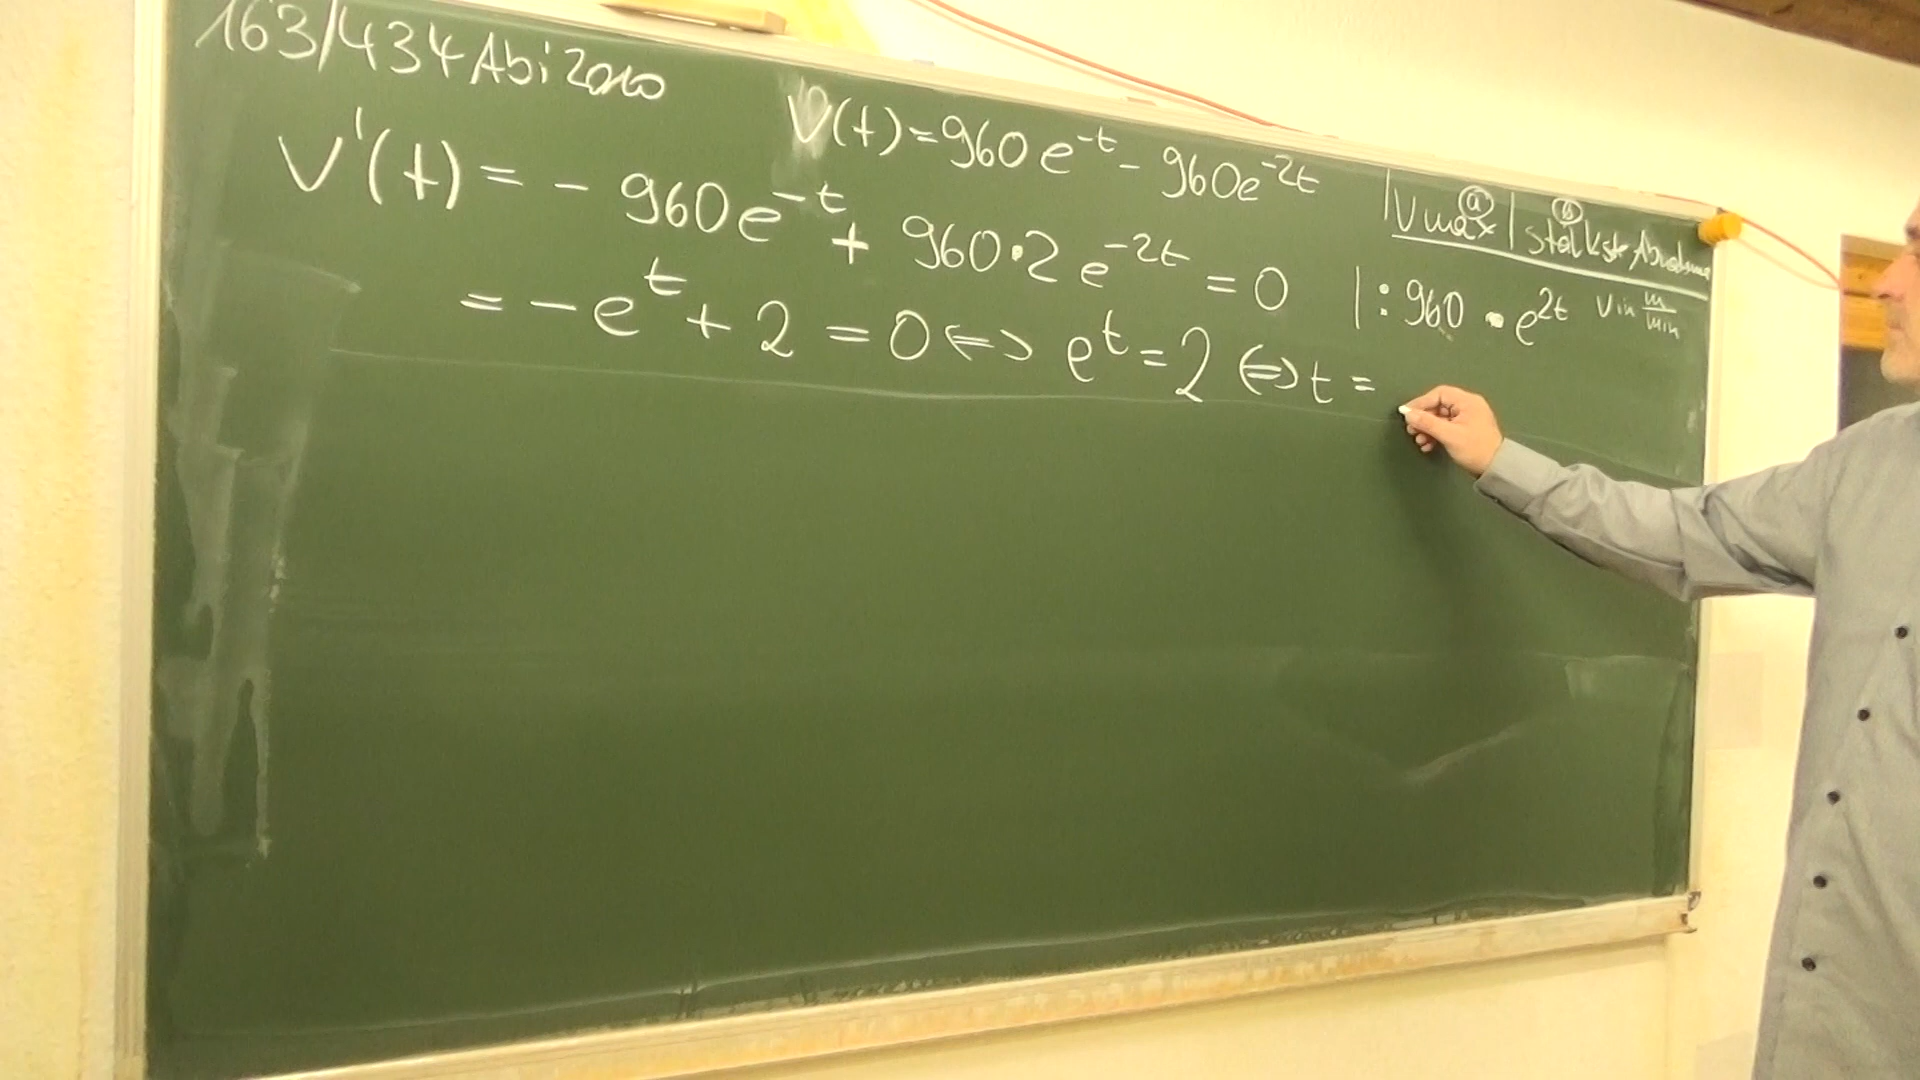 163/434 Abi 2010
V(t) = 960 e^-t - 960e^-2t | Vmax ⓐ | stärkste Abnahme ⓑ
V'(t) = - 960e^-t + 960·2 e^-2t = 0 | : 960 · e^2t V in m/min
= - e^t + 2 = 0 <=> e^t = 2 <=> t =